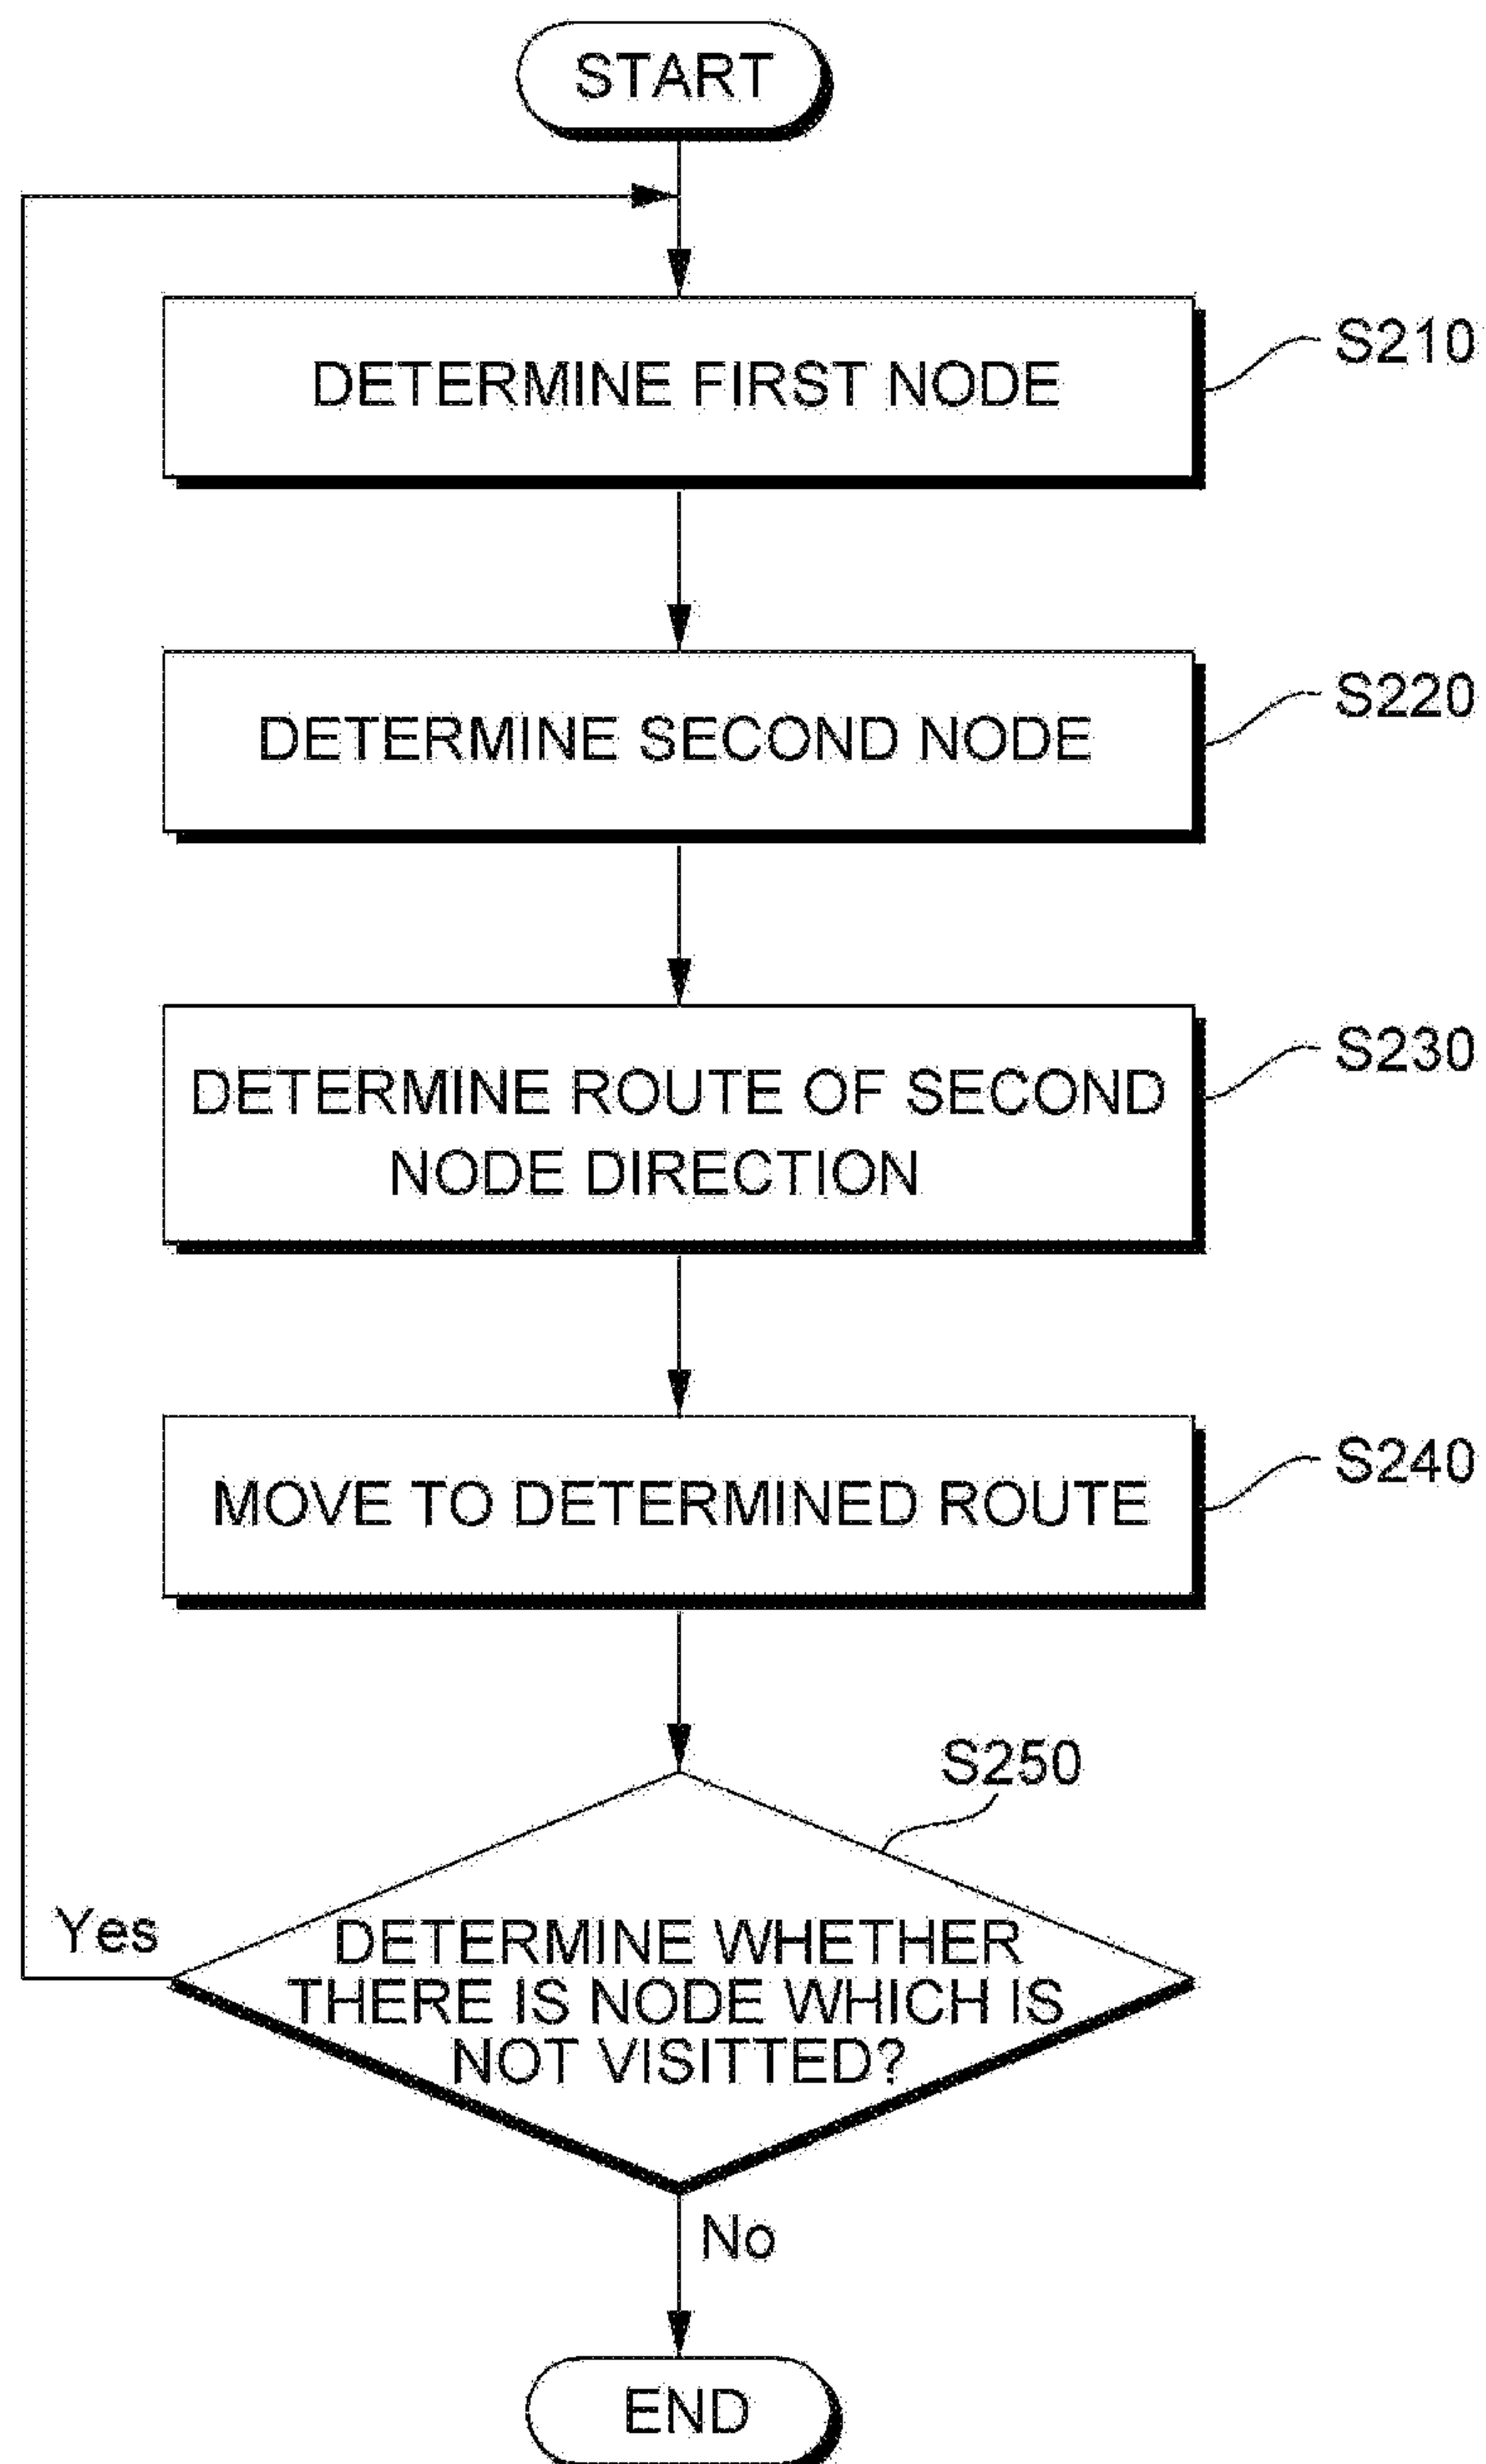 START
DETERMINE FIRST NODE
S210
DETERMINE SECOND NODE
S220
DETERMINE ROUTE OF SECOND
NODE DIRECTION
S230
MOVE TO DETERMINED ROUTE
S240
S250
Yes
DETERMINE WHETHER
THERE IS NODE WHICH IS
NOT VISITTED?
No
END